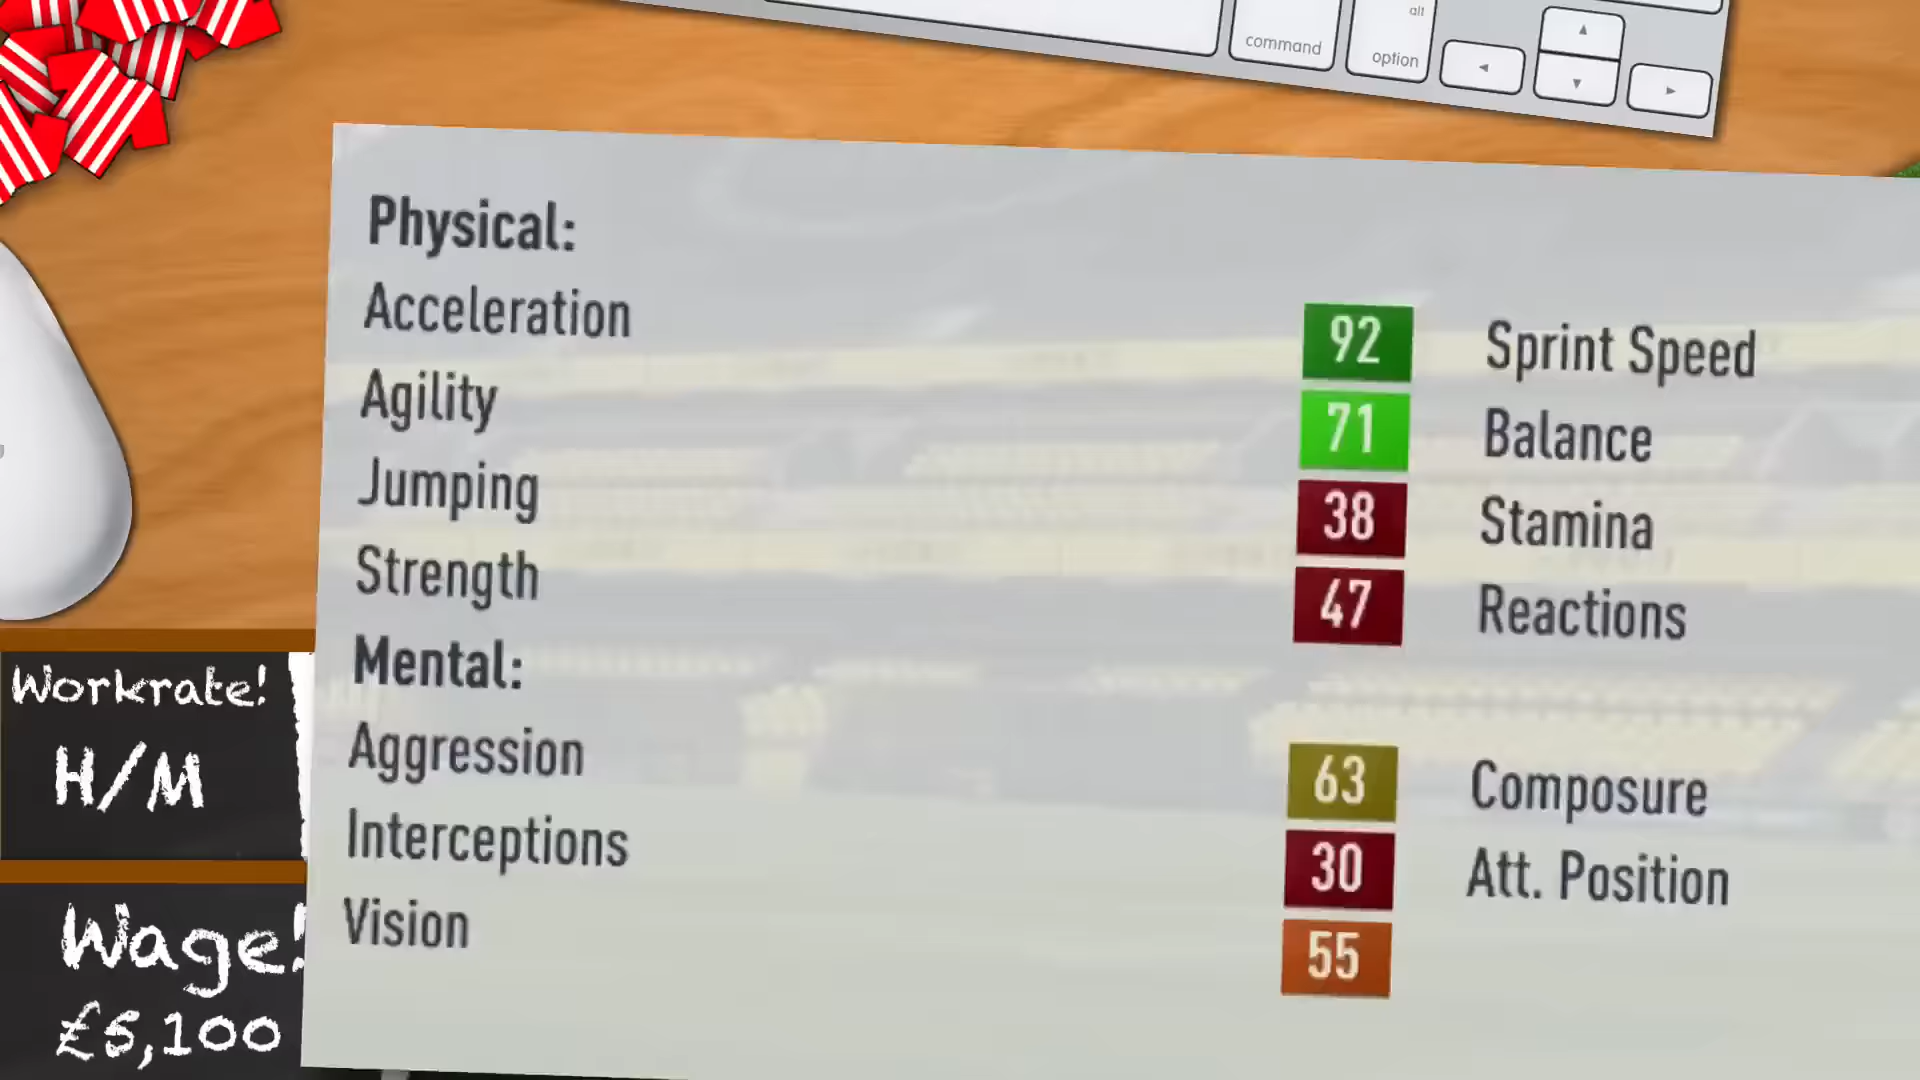 alt
command option
Physical:
Acceleration 92 Sprint Speed
Agility 71 Balance
Jumping 38 Stamina
Strength 47 Reactions
Mental:
Aggression 63 Composure
Interceptions 30 Att. Position
Vision 55
Workrate!
H/M
Wage!
£5,100